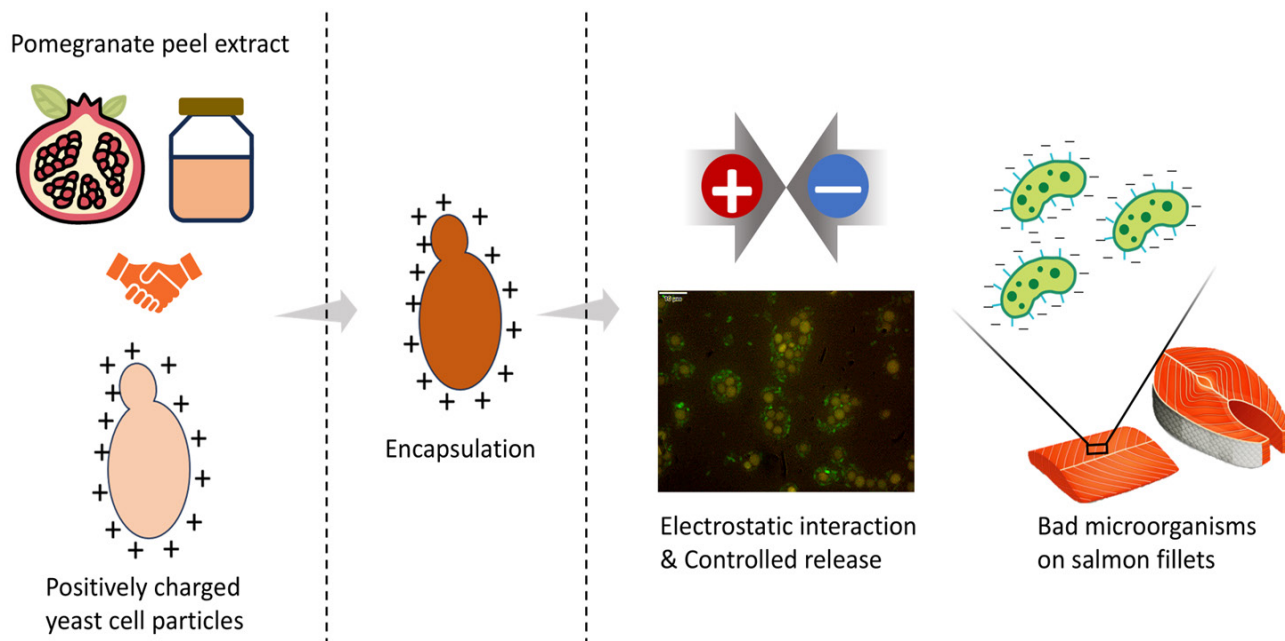 Pomegranate peel extract
Positively charged
yeast cell particles
Encapsulation
Electrostatic interaction
& Controlled release
Bad microorganisms
on salmon fillets